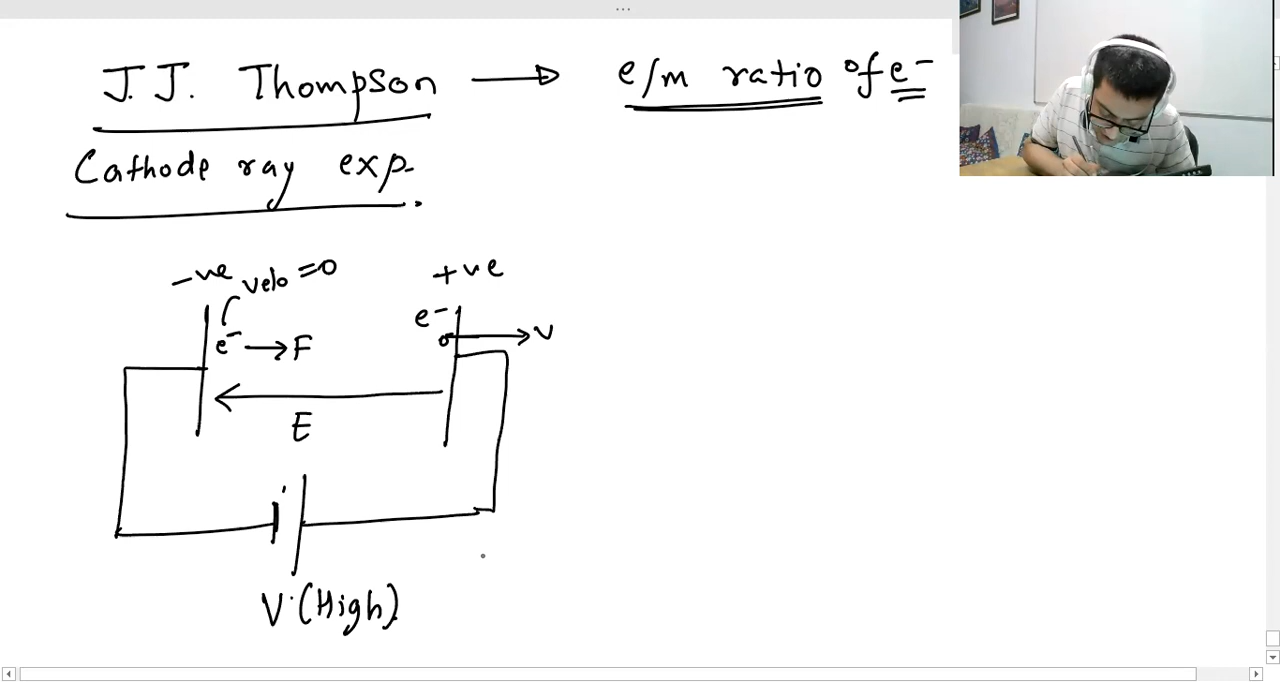 J.J. Thompson → e/m ratio of e⁻
Cathode ray exp.
-ve velo =0 +ve
e⁻ → F e⁻ → v
E
V (High)